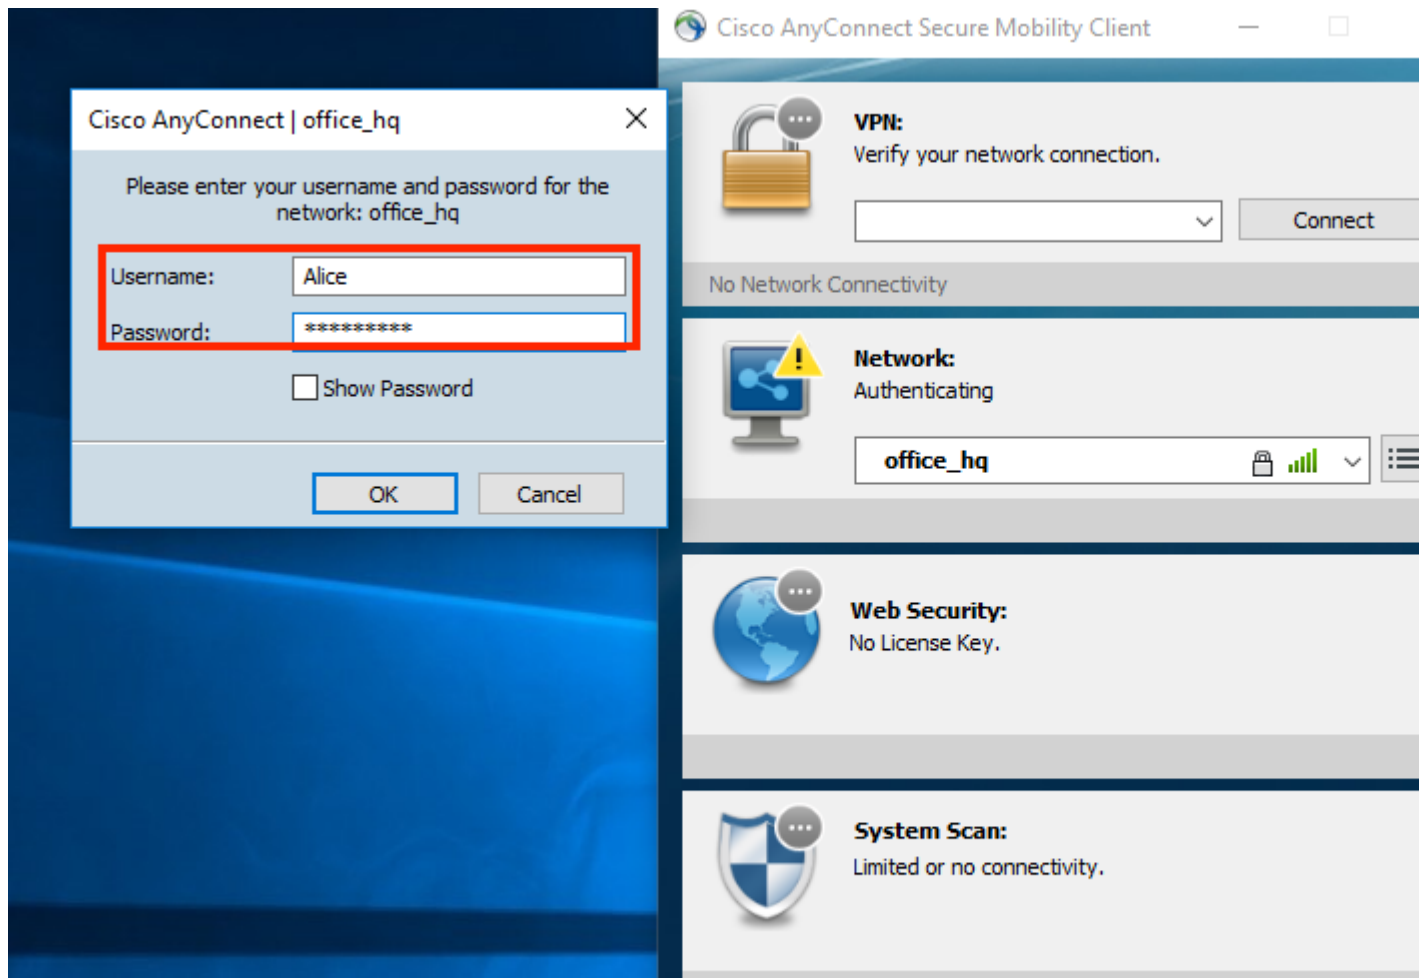 Cisco AnyConnect Secure Mobility Client
Cisco AnyConnect | office_hq
Please enter your username and password for the
network: office_hq
Username:
Alice
Password:
*********
Show Password
OK
Cancel
VPN:
Verify your network connection.
Connect
No Network Connectivity
Network:
Authenticating
office_hq
Web Security:
No License Key.
System Scan:
Limited or no connectivity.